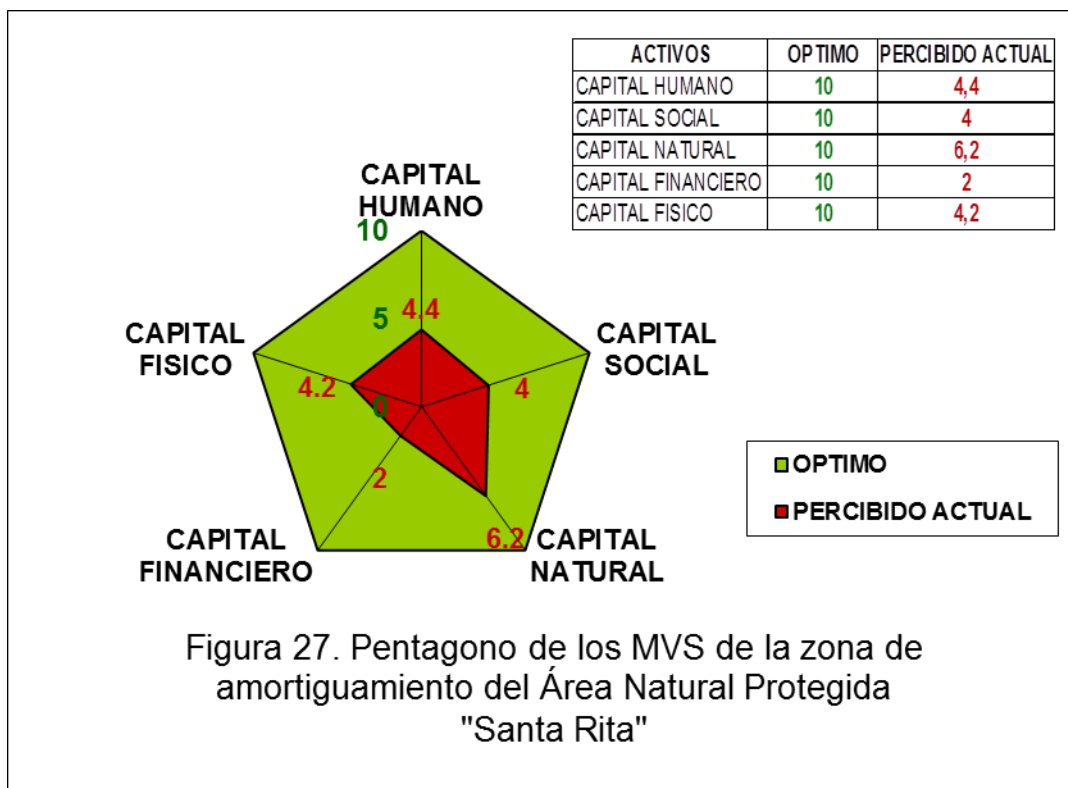 ACTIVOS OPTIMO PERCIBIDO ACTUAL
CAPITAL HUMANO 10 4,4
CAPITAL SOCIAL 10 4
CAPITAL NATURAL 10 6,2
CAPITAL FINANCIERO 10 2
CAPITAL FISICO 10 4,2
CAPITAL
HUMANO
10
5
4.4
CAPITAL
FISICO
CAPITAL
SOCIAL
4.2
4
0
2
6.2
CAPITAL
FINANCIERO
CAPITAL
NATURAL
OPTIMO
PERCIBIDO ACTUAL
Figura 27. Pentagono de los MVS de la zona de
amortiguamiento del Área Natural Protegida
"Santa Rita"